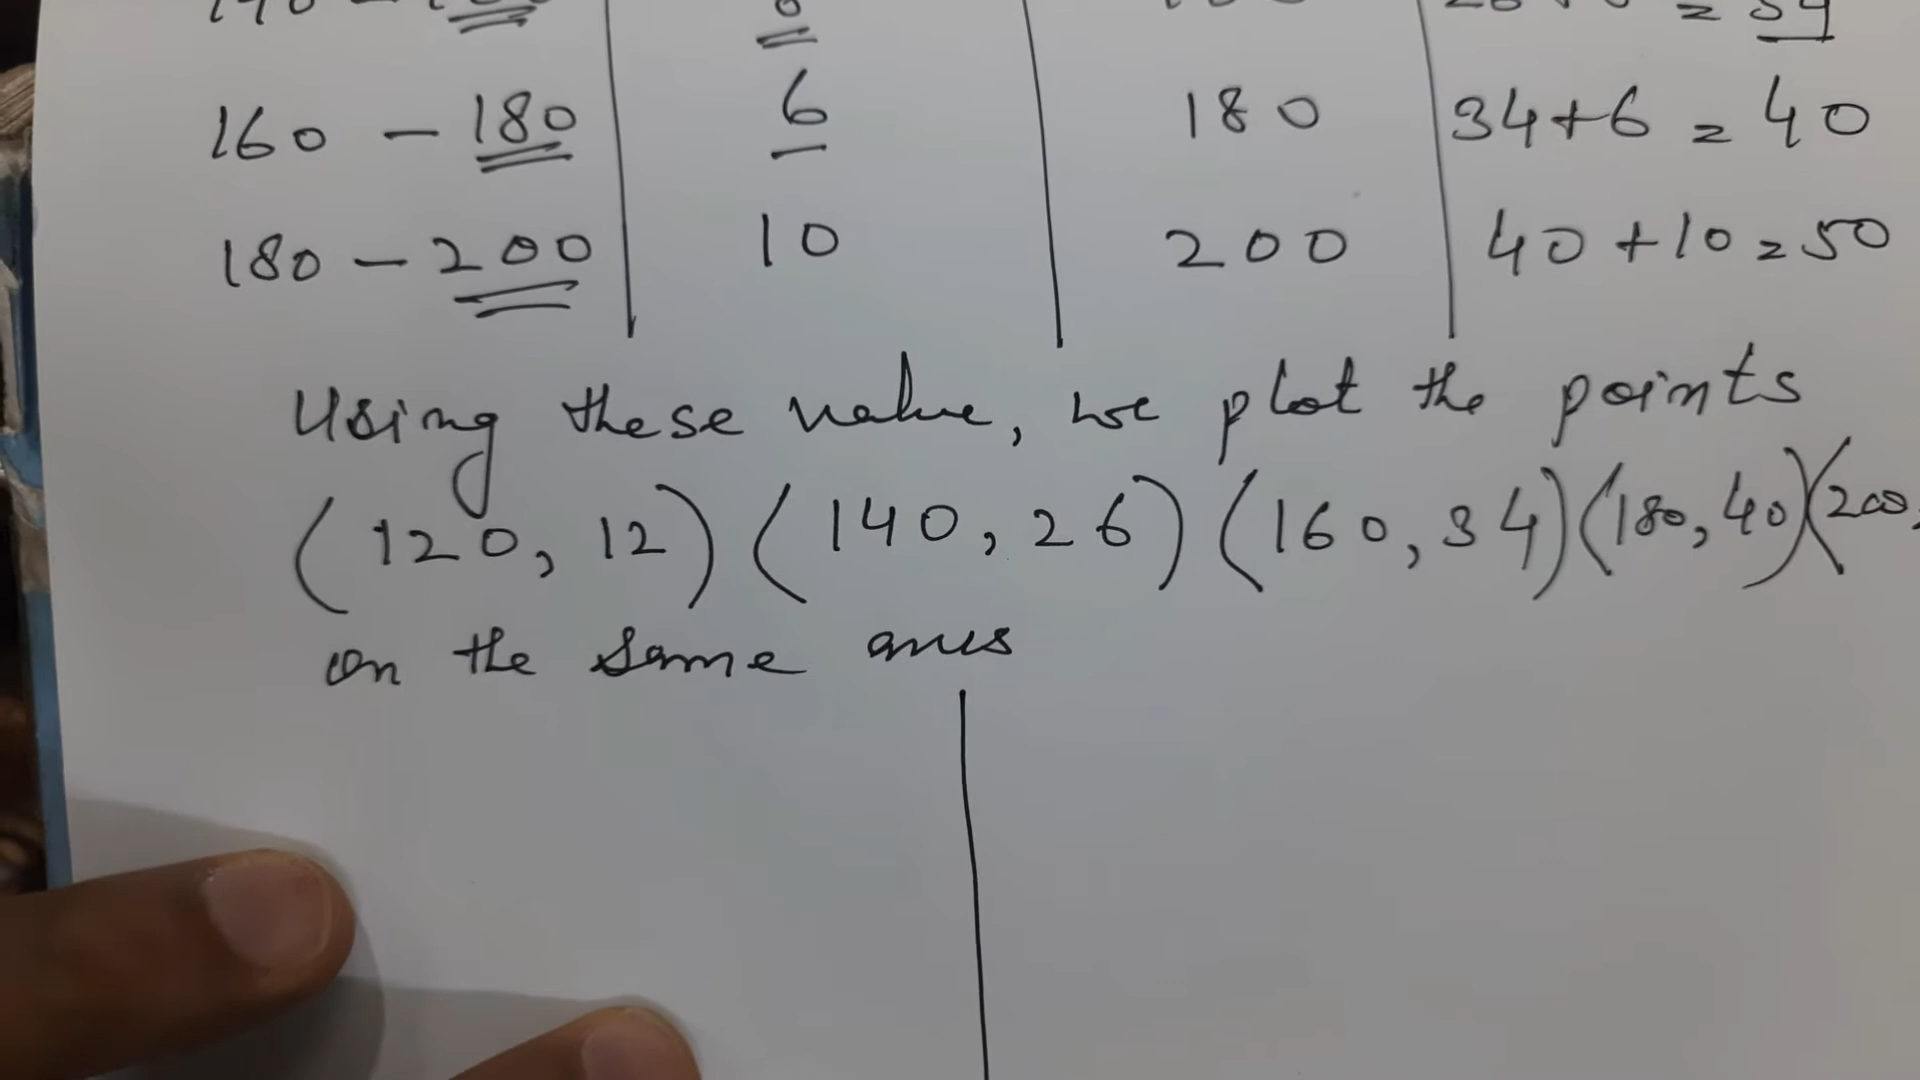 160 - 180 6 180 34+6 = 40
180 - 200 10 200 40+10=50
Using these value, we plot the points
(120, 12) (140, 26) (160, 34) (180, 40) (200,
on the same axes